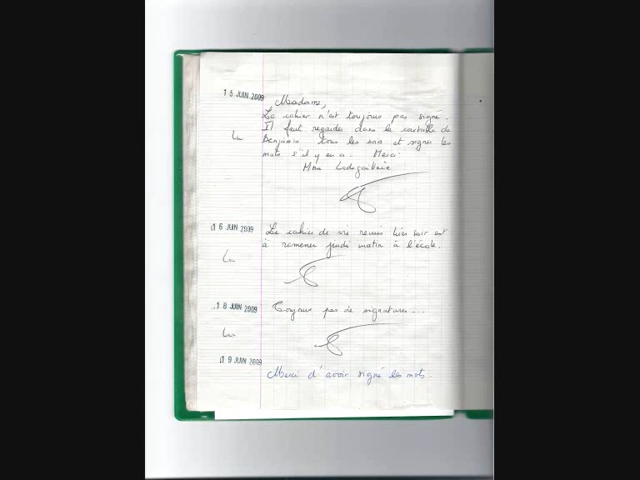 15 JUIN 2009
Madame,
Le cahier n'est toujours pas signé.
Il faut regarder dans le cartable de
Benjamin tous les soirs et signer les
mots s'il y en a. Merci.
Mme
16 JUIN 2009
Le cahier de vie remis hier soir est
à ramener jeudi matin à l'école.
18 JUIN 2009
Toujours pas de signatures...
19 JUIN 2009
Merci d'avoir signé les mots.